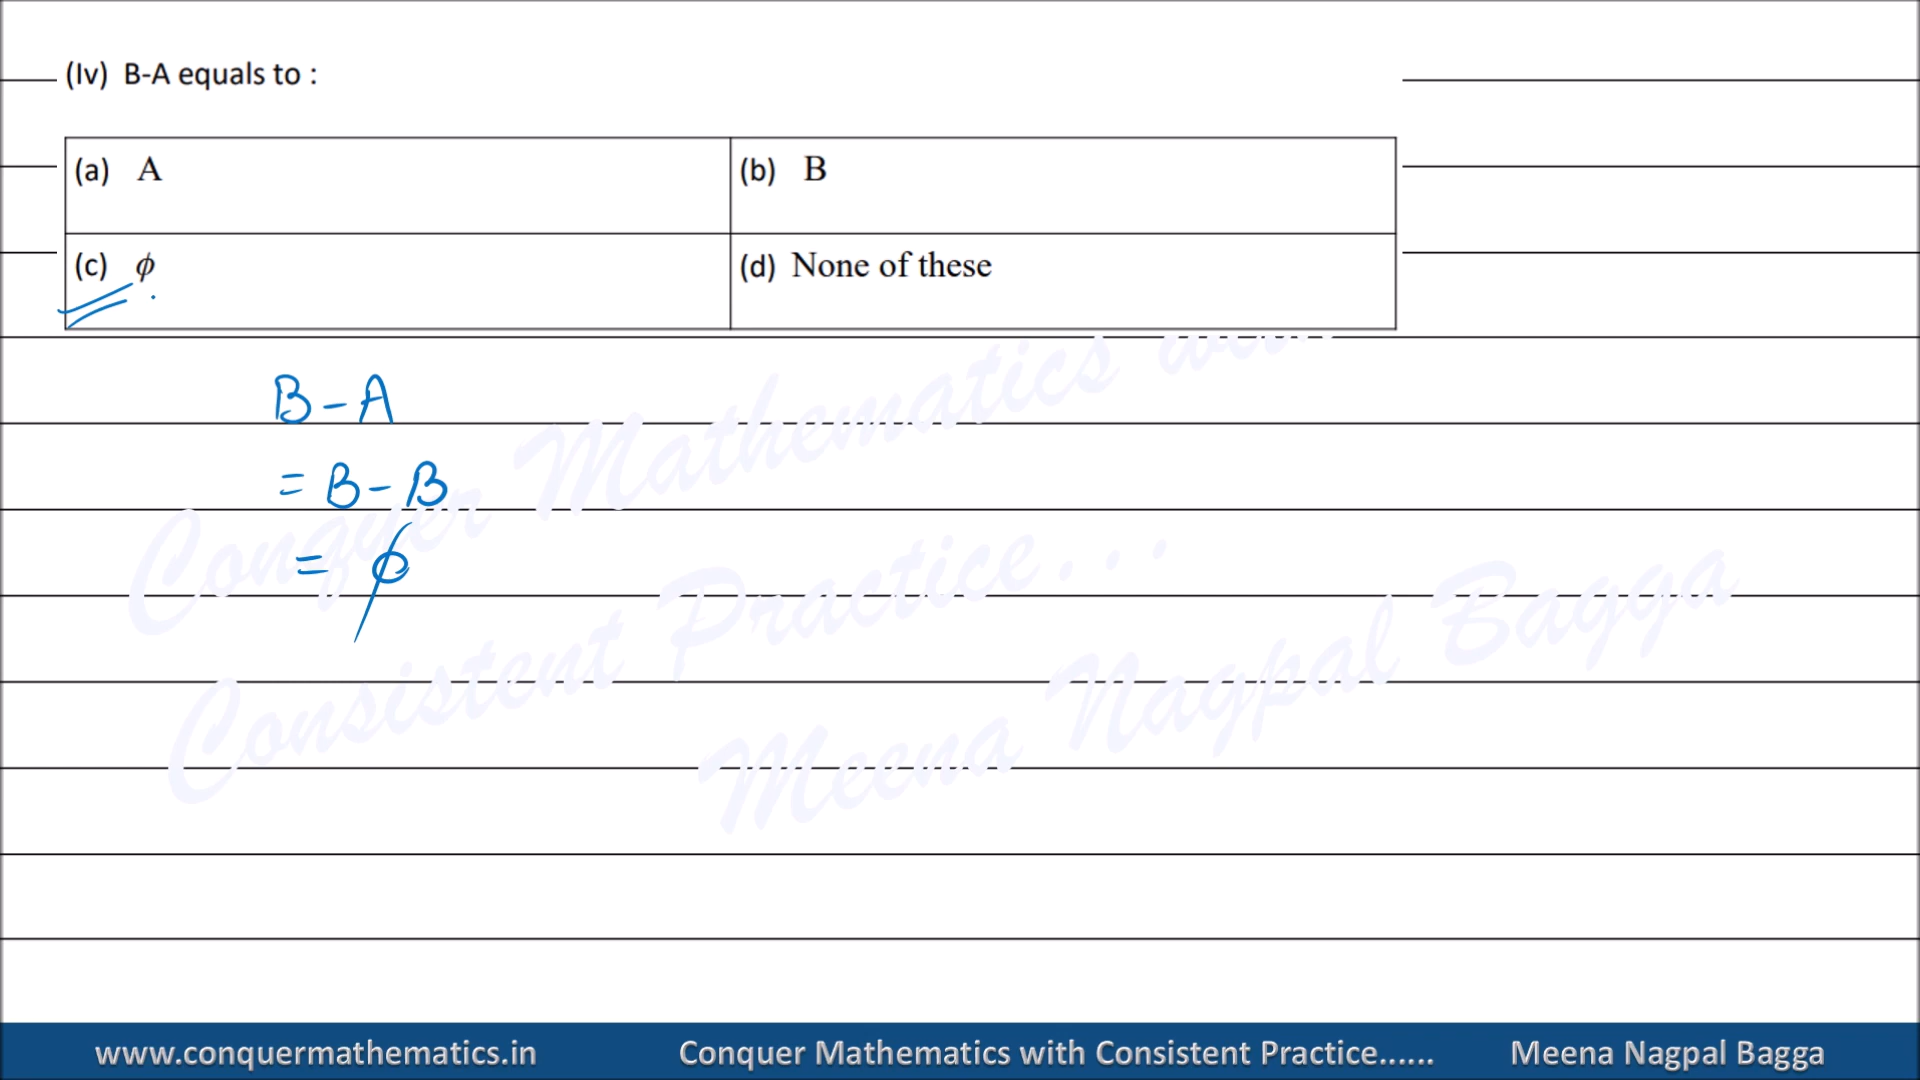 (Iv) B-A equals to :
(a) A
(b) B
(c) ϕ
(d) None of these
B - A
= B - B
= ϕ
Conquer Mathematics with
Consistent Practice...
Meena Nagpal Bagga
www.conquermathematics.in
Conquer Mathematics with Consistent Practice......
Meena Nagpal Bagga